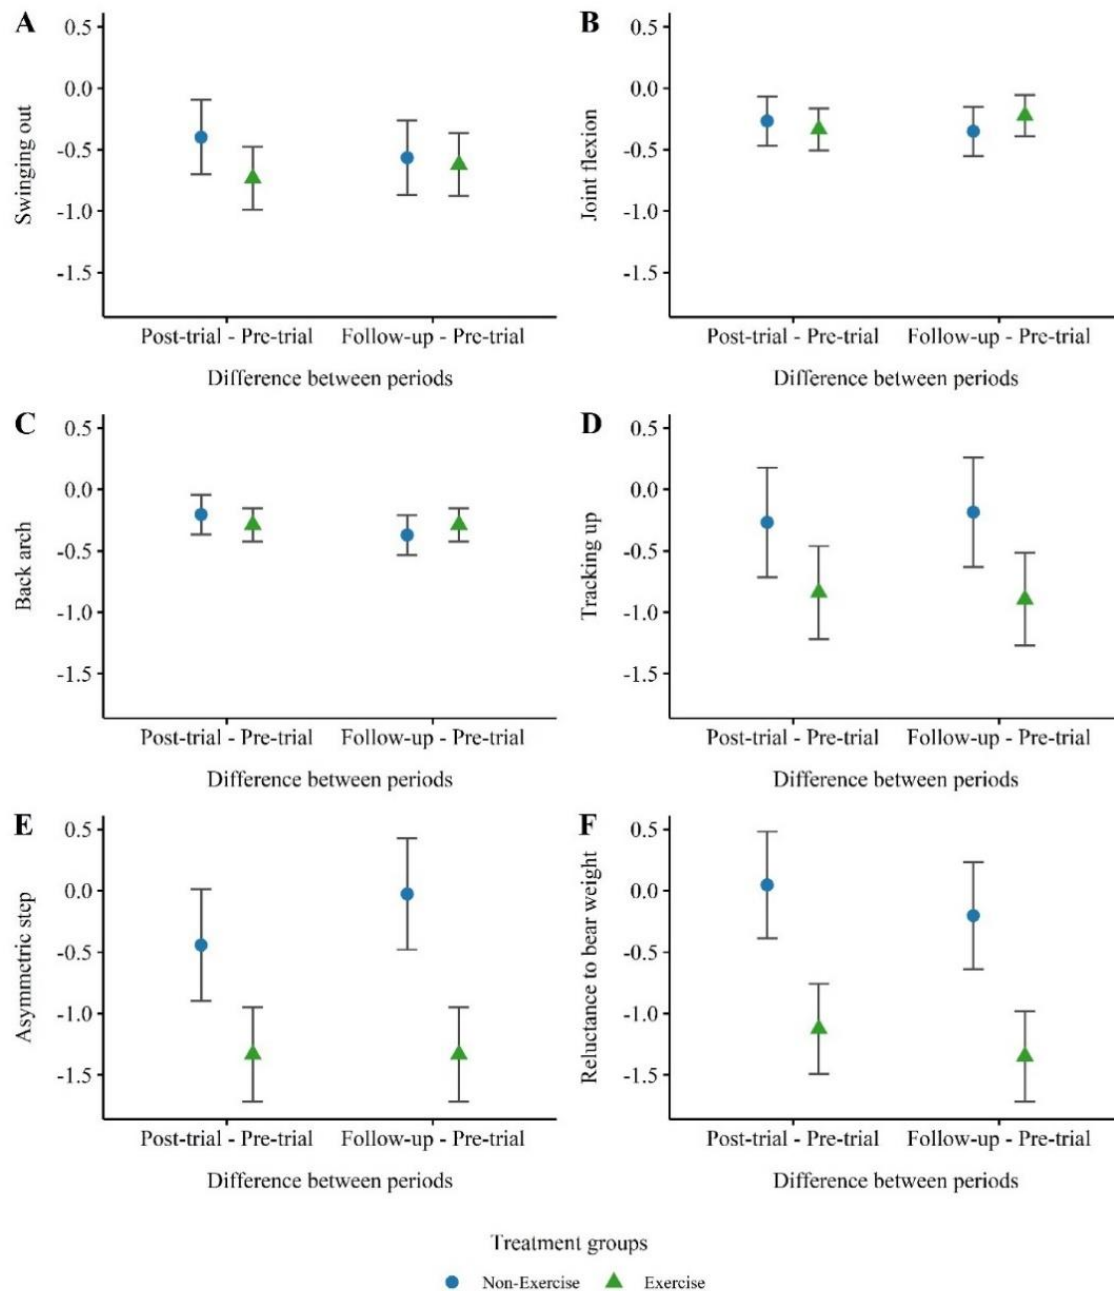 A
0.5
0.0
-0.5
-1.0
-1.5
Swinging out
Post-trial - Pre-trial Follow-up - Pre-trial
Difference between periods
B
0.5
0.0
-0.5
-1.0
-1.5
Joint flexion
Post-trial - Pre-trial Follow-up - Pre-trial
Difference between periods
C
0.5
0.0
-0.5
-1.0
-1.5
Back arch
Post-trial - Pre-trial Follow-up - Pre-trial
Difference between periods
D
0.5
0.0
-0.5
-1.0
-1.5
Tracking up
Post-trial - Pre-trial Follow-up - Pre-trial
Difference between periods
E
0.5
0.0
-0.5
-1.0
-1.5
Asymmetric step
Post-trial - Pre-trial Follow-up - Pre-trial
Difference between periods
F
0.5
0.0
-0.5
-1.0
-1.5
Reluctance to bear weight
Post-trial - Pre-trial Follow-up - Pre-trial
Difference between periods
Treatment groups
Non-Exercise Exercise